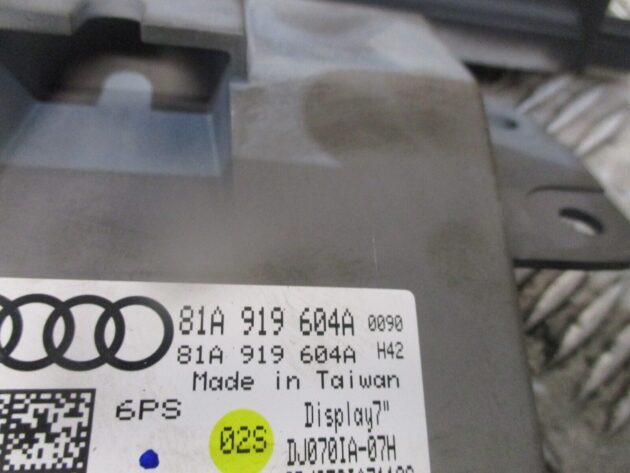 81A 919 604A 0090
81A 919 604A H42
Made in Taiwan
6PS
Display7"
02S
DJ070IA-07H